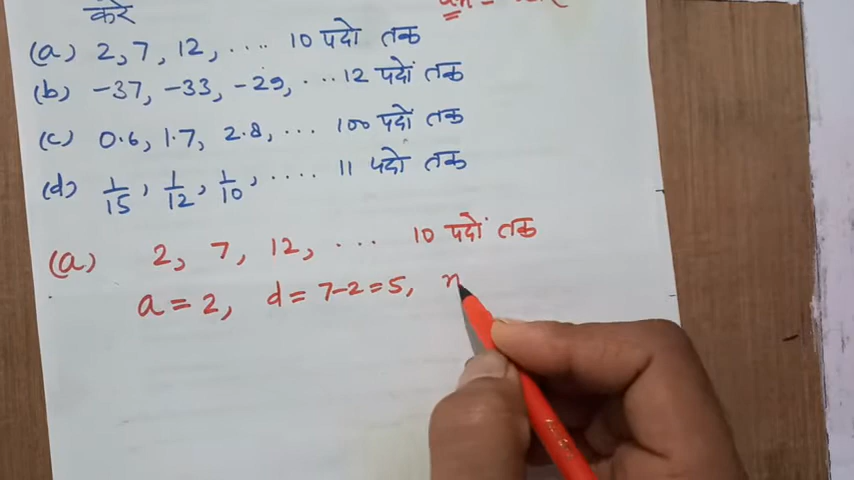 करे
(a) 2, 7, 12, .... 10 पदो तक
(b) -37, -33, -29, ... 12 पदों तक
(c) 0.6, 1.7, 2.8, ... 100 पदों तक
(d) 1/15, 1/12, 1/10, .... 11 पदो तक
(a) 2, 7, 12, ... 10 पदों तक
a = 2, d = 7-2=5, n